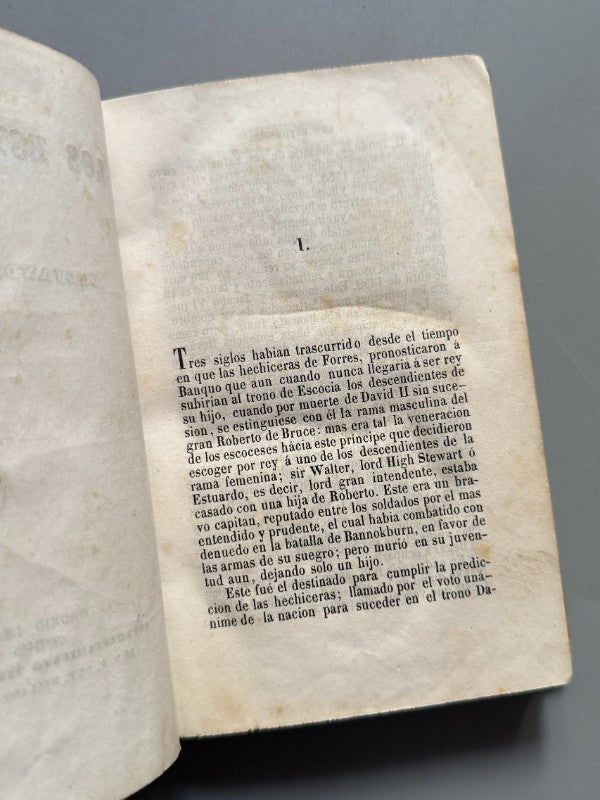 I.
Tres siglos habian trascurrido desde el tiempo
en que las hechiceras de Forres, pronosticaron á
Banquo que aun cuando nunca llegaria á ser rey
subirian al trono de Escocia los descendientes de
su hijo, cuando por muerte de David II sin suce-
sion, se estinguiese con él la rama masculina del
gran Roberto de Bruce: mas era tal la veneracion
de los escoceses hácia este príncipe que decidieron
escoger por rey á uno de los descendientes de la
rama femenina; sir Walter, lord High Stewart ó
Estuardo, es decir, lord gran intendente, estaba
casado con una hija de Roberto. Este era un bra-
vo capitan, reputado entre los soldados por el mas
entendido y prudente, el cual habia combatido con
denuedo en la batalla de Bannokburn, en favor de
las armas de su suegro; pero murió en su juven-
tud aun, dejando solo un hijo.
Este fué el destinado para cumplir la predic-
cion de las hechiceras; llamado por el voto uná-
nime de la nacion para suceder en el trono Da-